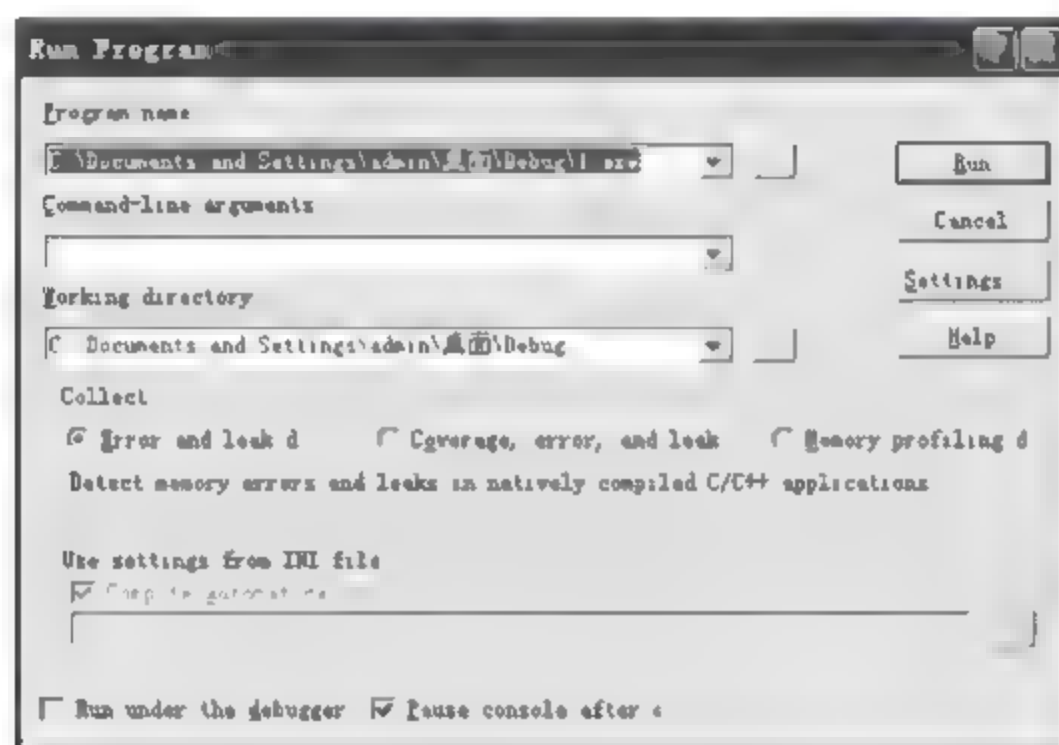 Run Program
Program name
C:\Documents and Settings\admin\桌面\Debug\1.exe
Run
Command-line arguments
Cancel
Working directory
Settings
C:\Documents and Settings\admin\桌面\Debug
Help
Collect
Error and leak d
Coverage, error, and leak
Memory profiling d
Detect memory errors and leaks in natively compiled C/C++ applications
Use settings from INI file
Run under the debugger
Pause console after